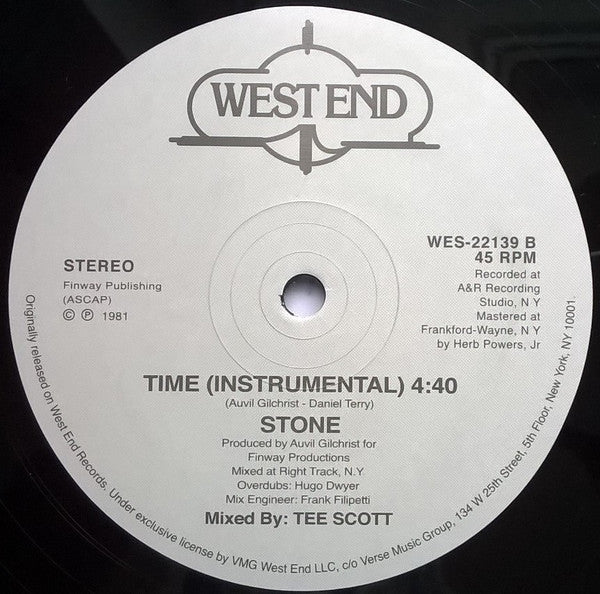 WEST END
STEREO
Finway Publishing
(ASCAP)
© ℗ 1981
WES-22139 B
45 RPM
Recorded at
A&R Recording
Studio, N Y
Mastered at
Frankford-Wayne, N Y
by Herb Powers, Jr
TIME (INSTRUMENTAL) 4:40
(Auvil Gilchrist - Daniel Terry)
STONE
Produced by Auvil Gilchrist for
Finway Productions
Mixed at Right Track, N.Y.
Overdubs: Hugo Dwyer
Mix Engineer: Frank Filipetti
Mixed By: TEE SCOTT
Originally released on West End Records. Under exclusive license by VMG West End LLC, c/o Verse Music Group, 134 W 25th Street, 5th Floor, New York, NY 10001.